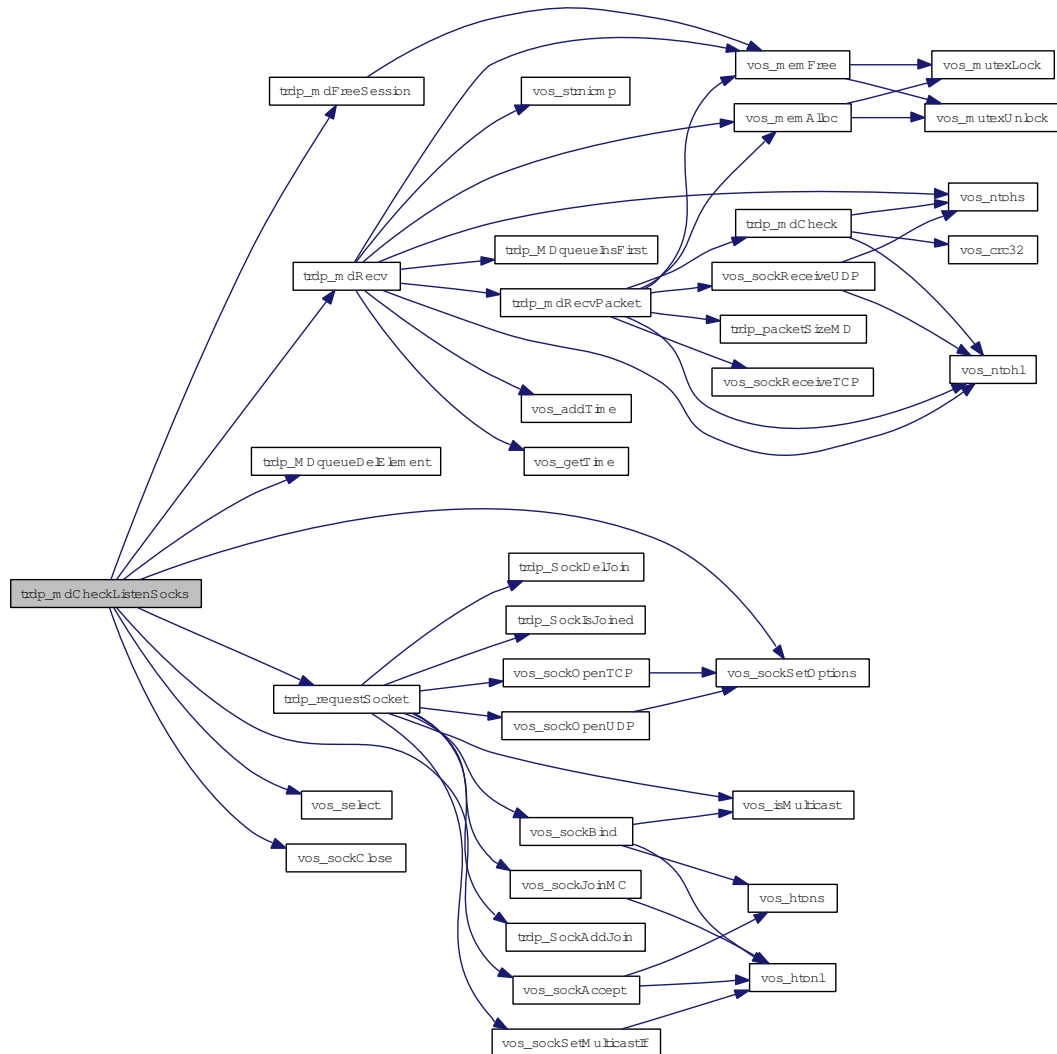 vos_memFree
vos_mutexLock
trdp_mdFreeSession
vos_strnicmp
vos_memAlloc
vos_mutexUnlock
vos_ntohs
trdp_mdCheck
trdp_MDqueueInsFirst
vos_crc32
trdp_mdRecv
vos_sockReceiveUDP
trdp_mdRecvPacket
trdp_packetSizeMD
vos_ntohl
vos_sockReceiveTCP
vos_addTime
trdp_MDqueueDelElement
vos_getTime
trdp_SockDelJoin
trdp_mdCheckListenSocks
trdp_SockIsJoined
vos_sockOpenTCP
vos_sockSetOptions
trdp_requestSocket
vos_sockOpenUDP
vos_select
vos_isMulticast
vos_sockBind
vos_sockClose
vos_sockJoinMC
vos_htons
trdp_SockAddJoin
vos_htonl
vos_sockAccept
vos_sockSetMulticastIf